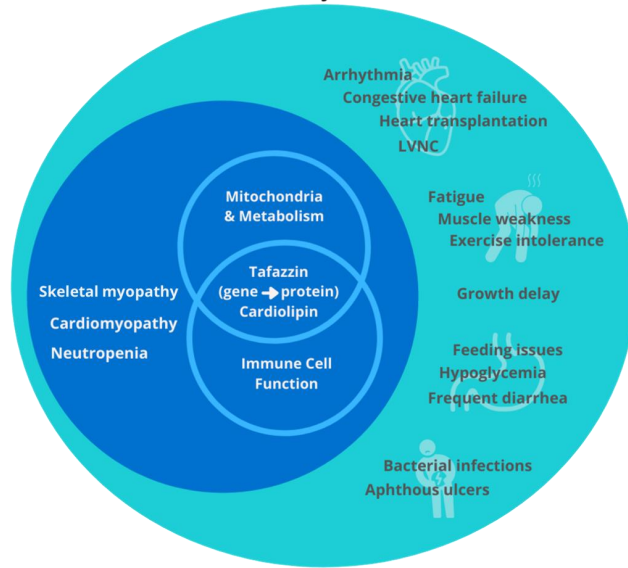 Arrhythmia
Congestive heart failure
Heart transplantation
LVNC
Mitochondria
& Metabolism
Fatigue
Muscle weakness
Exercise intolerance
Tafazzin
(gene → protein)
Cardiolipin
Skeletal myopathy
Cardiomyopathy
Neutropenia
Growth delay
Immune Cell
Function
Feeding issues
Hypoglycemia
Frequent diarrhea
Bacterial infections
Aphthous ulcers